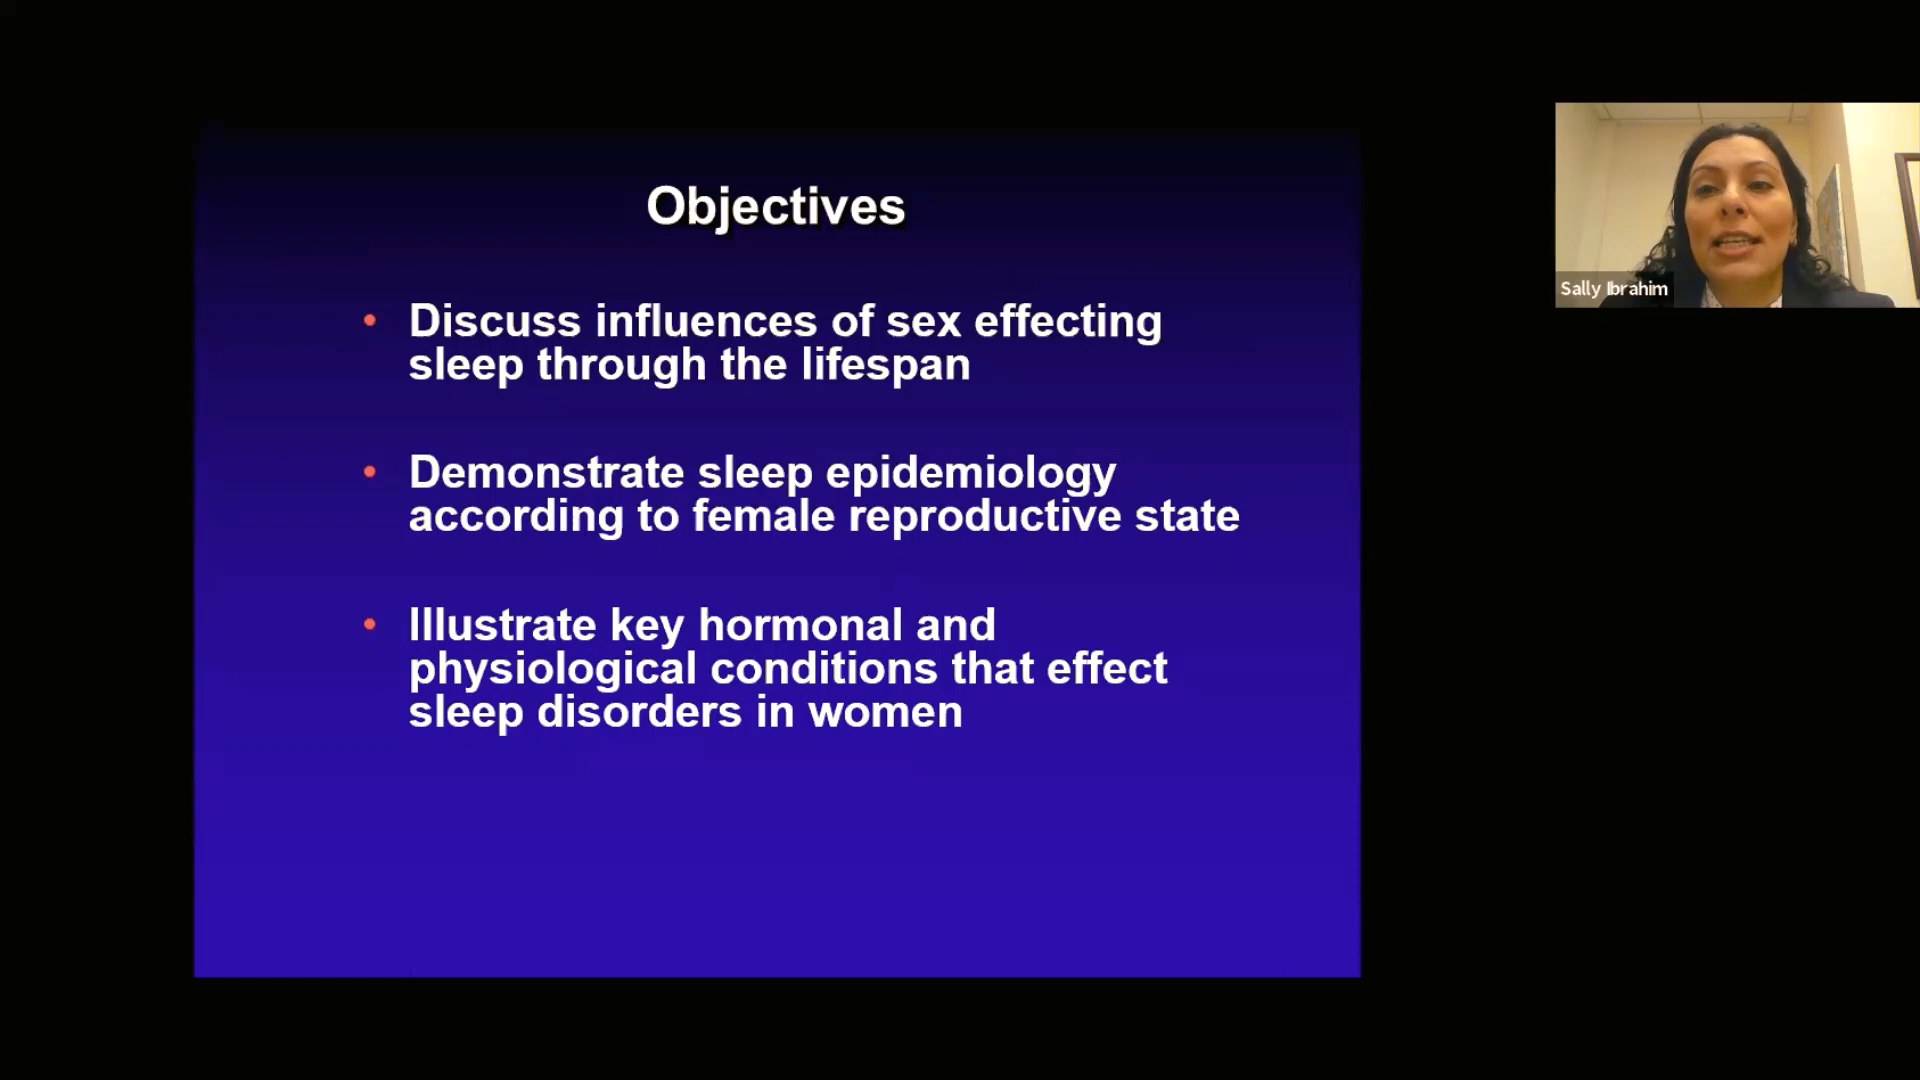 Objectives
• Discuss influences of sex effecting
sleep through the lifespan
• Demonstrate sleep epidemiology
according to female reproductive state
• Illustrate key hormonal and
physiological conditions that effect
sleep disorders in women
Sally Ibrahim